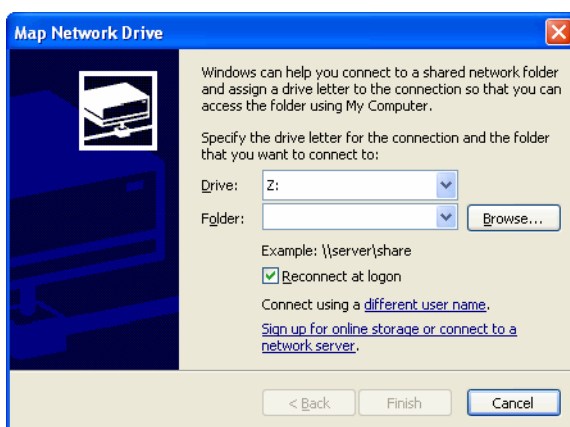 Map Network Drive
Windows can help you connect to a shared network folder
and assign a drive letter to the connection so that you can
access the folder using My Computer.
Specify the drive letter for the connection and the folder
that you want to connect to:
Drive: Z:
Folder: Browse...
Example: \\server\share
Reconnect at logon
Connect using a different user name.
Sign up for online storage or connect to a
network server.
< Back Finish Cancel